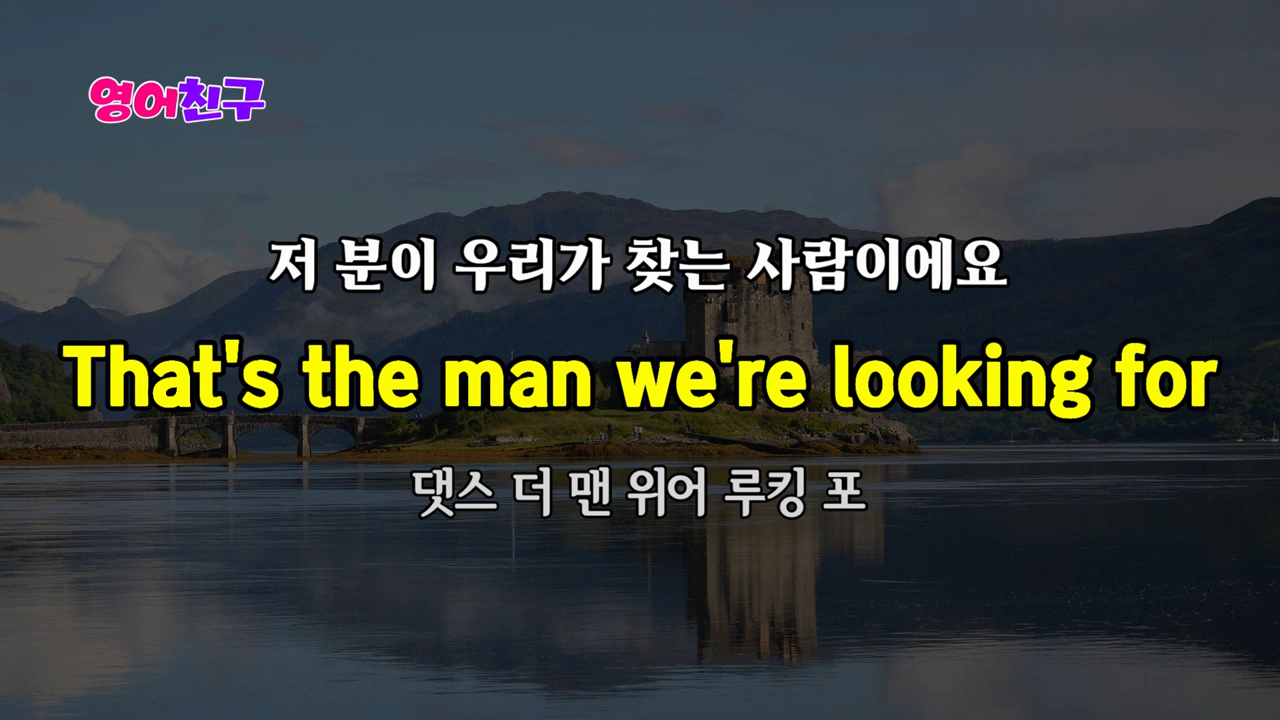 영어친구
저 분이 우리가 찾는 사람이에요
That's the man we're looking for
댓스 더 맨 위어 루킹 포